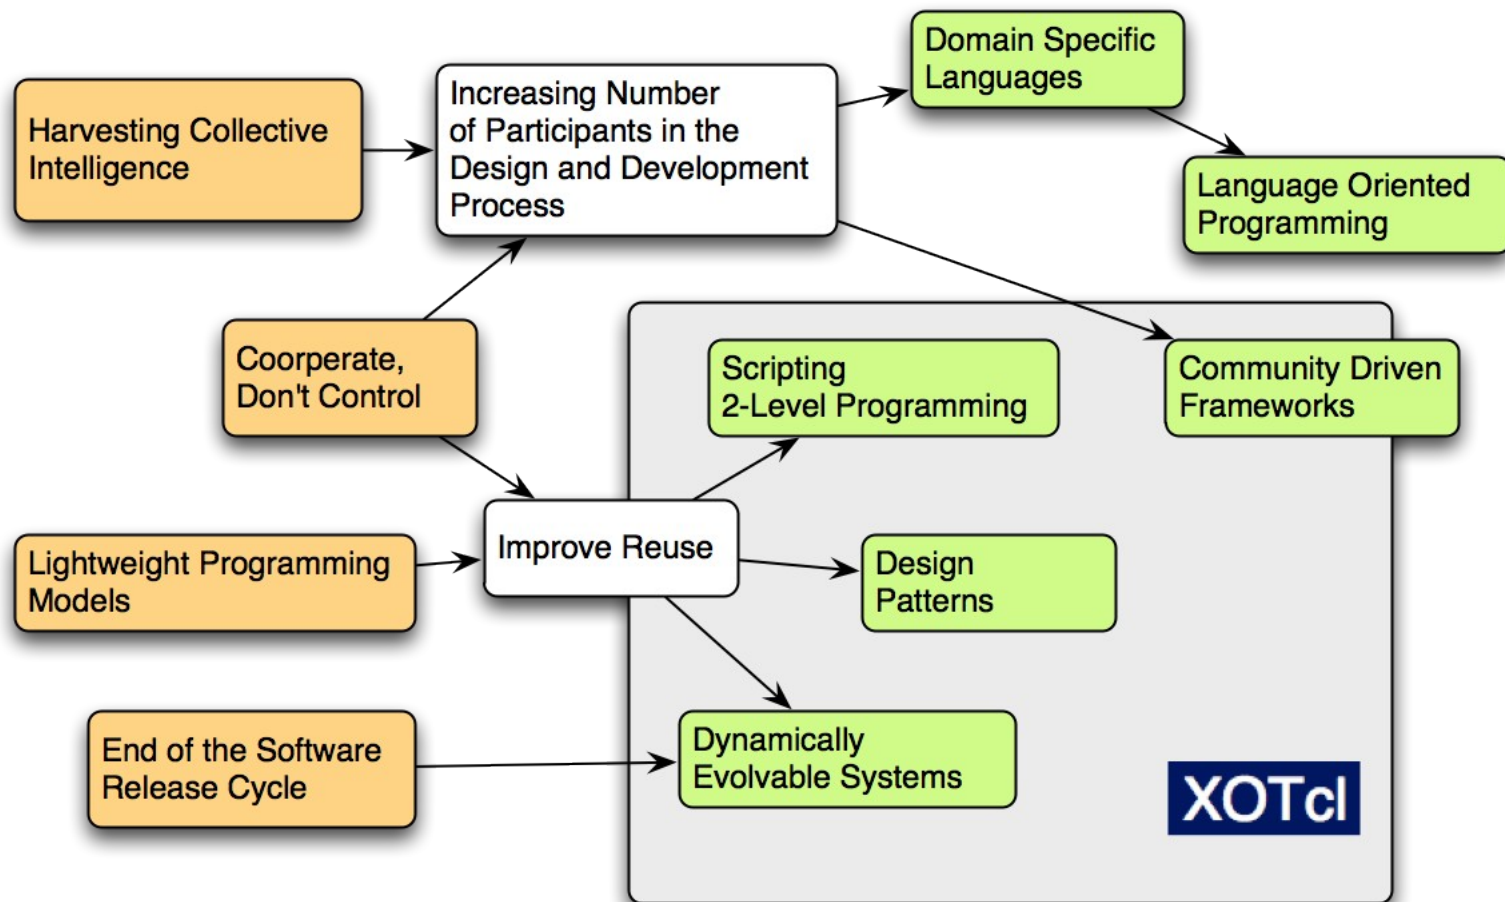 Harvesting Collective
Intelligence
Increasing Number
of Participants in the
Design and Development
Process
Domain Specific
Languages
Language Oriented
Programming
Coorperate,
Don't Control
Scripting
2-Level Programming
Community Driven
Frameworks
Lightweight Programming
Models
Improve Reuse
Design
Patterns
End of the Software
Release Cycle
Dynamically
Evolvable Systems
XOTcl